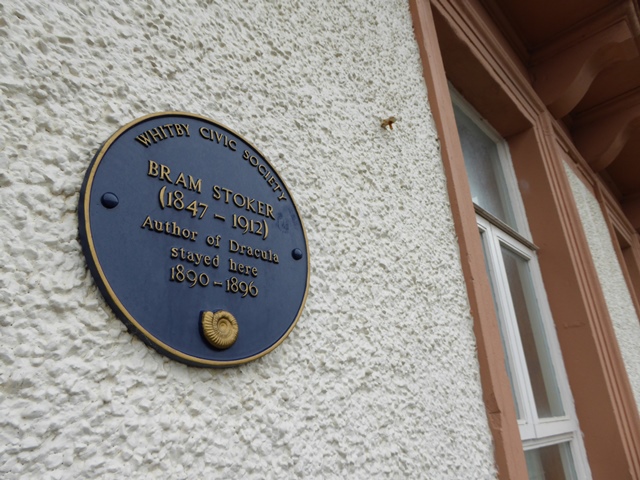 WHITBY CIVIC SOCIETY
BRAM STOKER
(1847 - 1912)
Author of Dracula
stayed here
1890 - 1896